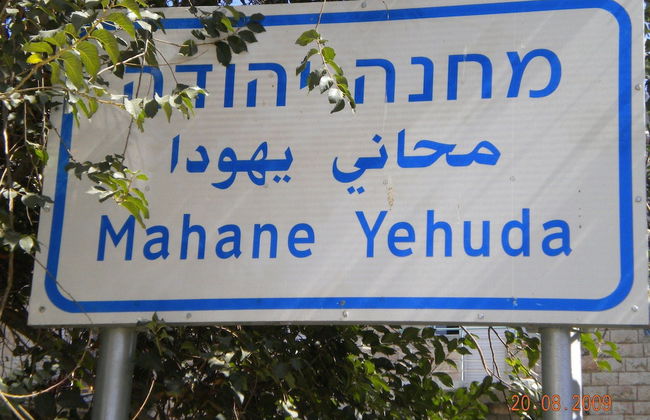 מחנה יהודה
محاني يهودا
Mahane Yehuda
20.08.2009